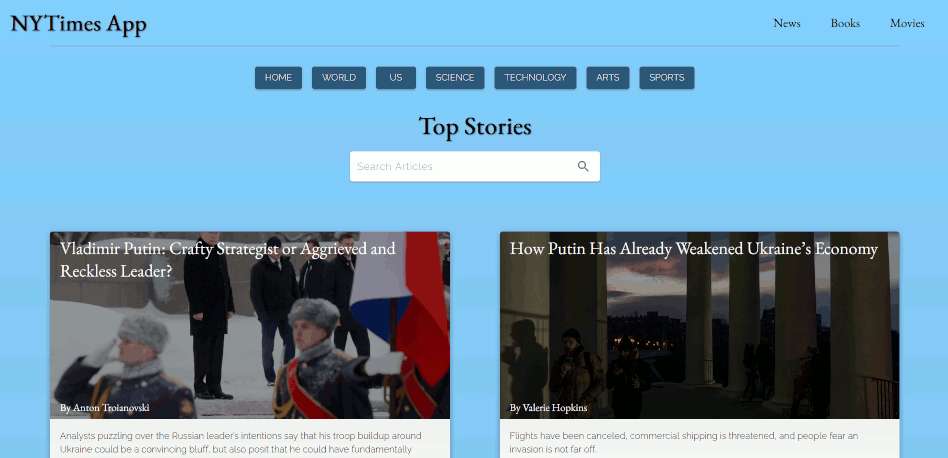 NYTimes App
News Books Movies
HOME WORLD US SCIENCE TECHNOLOGY ARTS SPORTS
Top Stories
Search Articles
Vladimir Putin: Crafty Strategist or Aggrieved and
Reckless Leader?
By Anton Troianovski
Analysts puzzling over the Russian leader's intentions say that his troop buildup around
Ukraine could be a convincing bluff, but also posit that he could have fundamentally
How Putin Has Already Weakened Ukraine's Economy
By Valerie Hopkins
Flights have been canceled, commercial shipping is threatened, and people fear an
invasion is not far off.